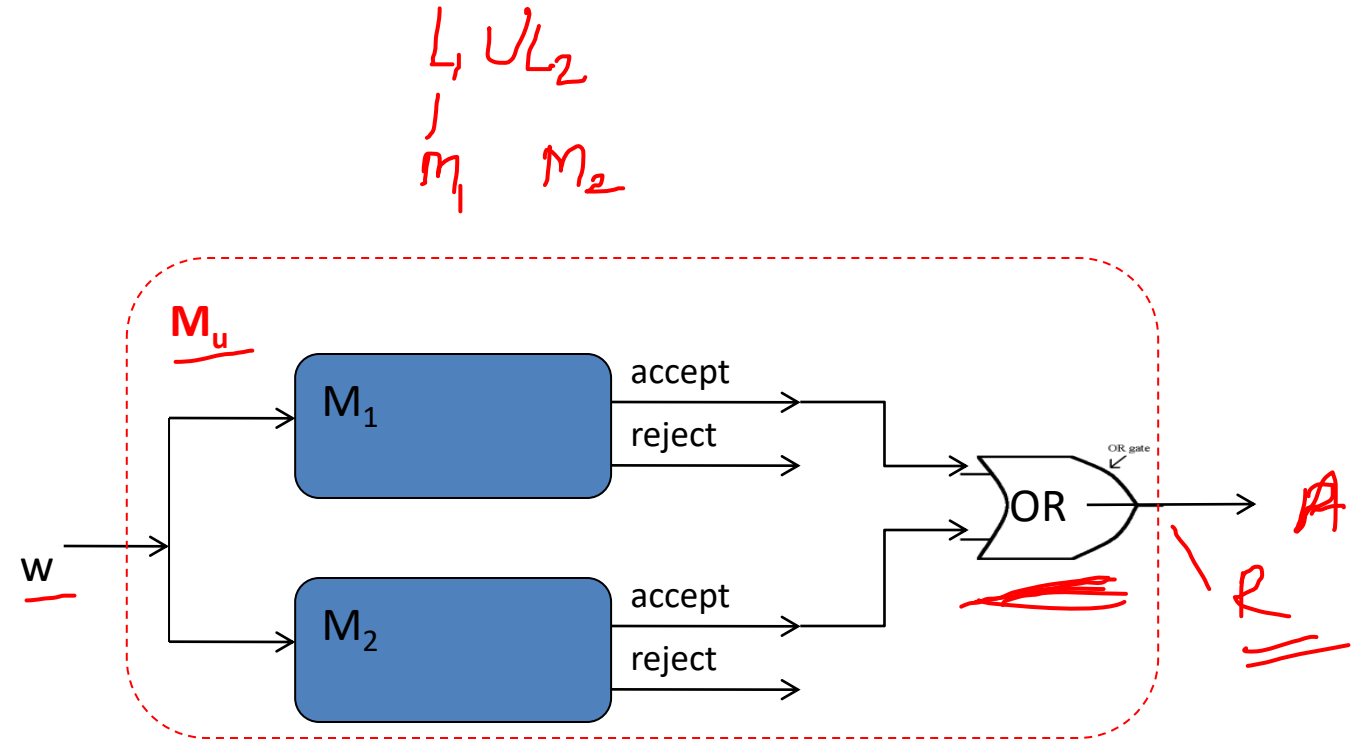 L₁ ∪ L₂
M₁ M₂
Mᵤ
M₁
accept
reject
OR gate
OR
A
w
R
M₂
accept
reject